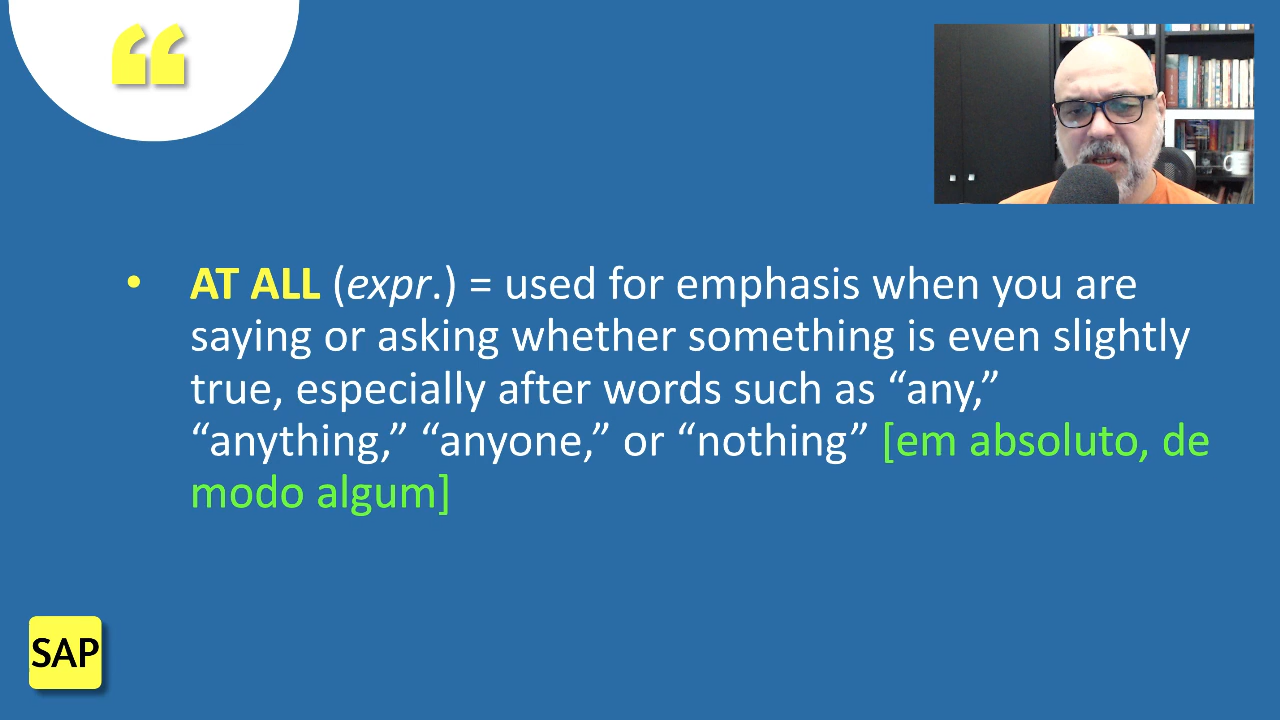 “
• AT ALL (expr.) = used for emphasis when you are
saying or asking whether something is even slightly
true, especially after words such as “any,”
“anything,” “anyone,” or “nothing” [em absoluto, de
modo algum]
SAP